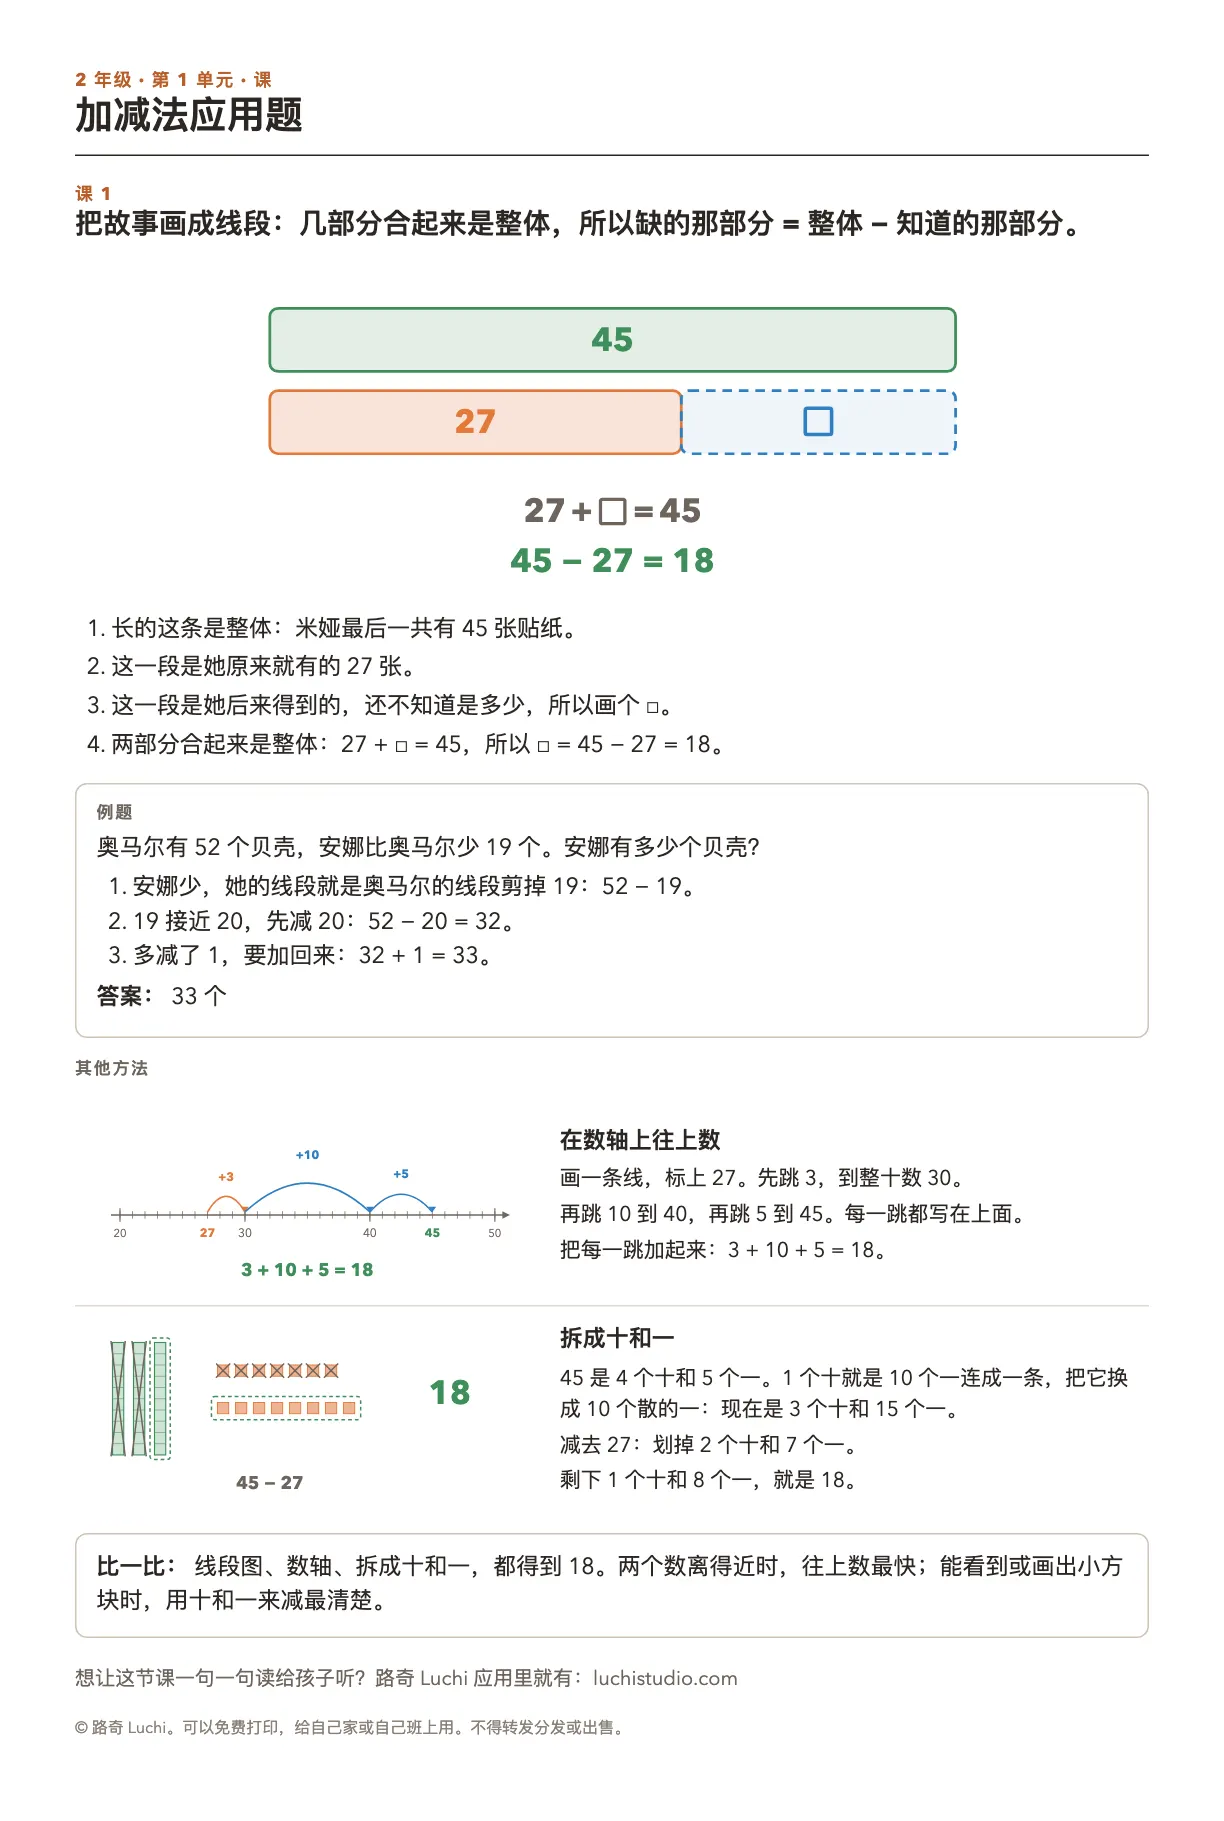 2 年级 · 第 1 单元 · 课
加减法应用题
课 1
把故事画成线段：几部分合起来是整体，所以缺的那部分 = 整体 − 知道的那部分。
45
27 □
27 + □ = 45
45 − 27 = 18
1. 长的这条是整体：米娅最后一共有 45 张贴纸。
2. 这一段是她原来就有的 27 张。
3. 这一段是她后来得到的，还不知道是多少，所以画个 □。
4. 两部分合起来是整体：27 + □ = 45，所以 □ = 45 − 27 = 18。
例题
奥马尔有 52 个贝壳，安娜比奥马尔少 19 个。安娜有多少个贝壳？
1. 安娜少，她的线段就是奥马尔的线段剪掉 19：52 − 19。
2. 19 接近 20，先减 20：52 − 20 = 32。
3. 多减了 1，要加回来：32 + 1 = 33。
答案： 33 个
其他方法
+3 +10 +5
20 27 30 40 45 50
3 + 10 + 5 = 18
在数轴上往上数
画一条线，标上 27。先跳 3，到整十数 30。
再跳 10 到 40，再跳 5 到 45。每一跳都写在上面。
把每一跳加起来：3 + 10 + 5 = 18。
18
45 − 27
拆成十和一
45 是 4 个十和 5 个一。1 个十就是 10 个一连成一条，把它换
成 10 个散的一：现在是 3 个十和 15 个一。
减去 27：划掉 2 个十和 7 个一。
剩下 1 个十和 8 个一，就是 18。
比一比： 线段图、数轴、拆成十和一，都得到 18。两个数离得近时，往上数最快；能看到或画出小方
块时，用十和一来减最清楚。
想让这节课一句一句读给孩子听？路奇 Luchi 应用里就有：luchistudio.com
© 路奇 Luchi。可以免费打印，给自己家或自己班上用。不得转发分发或出售。